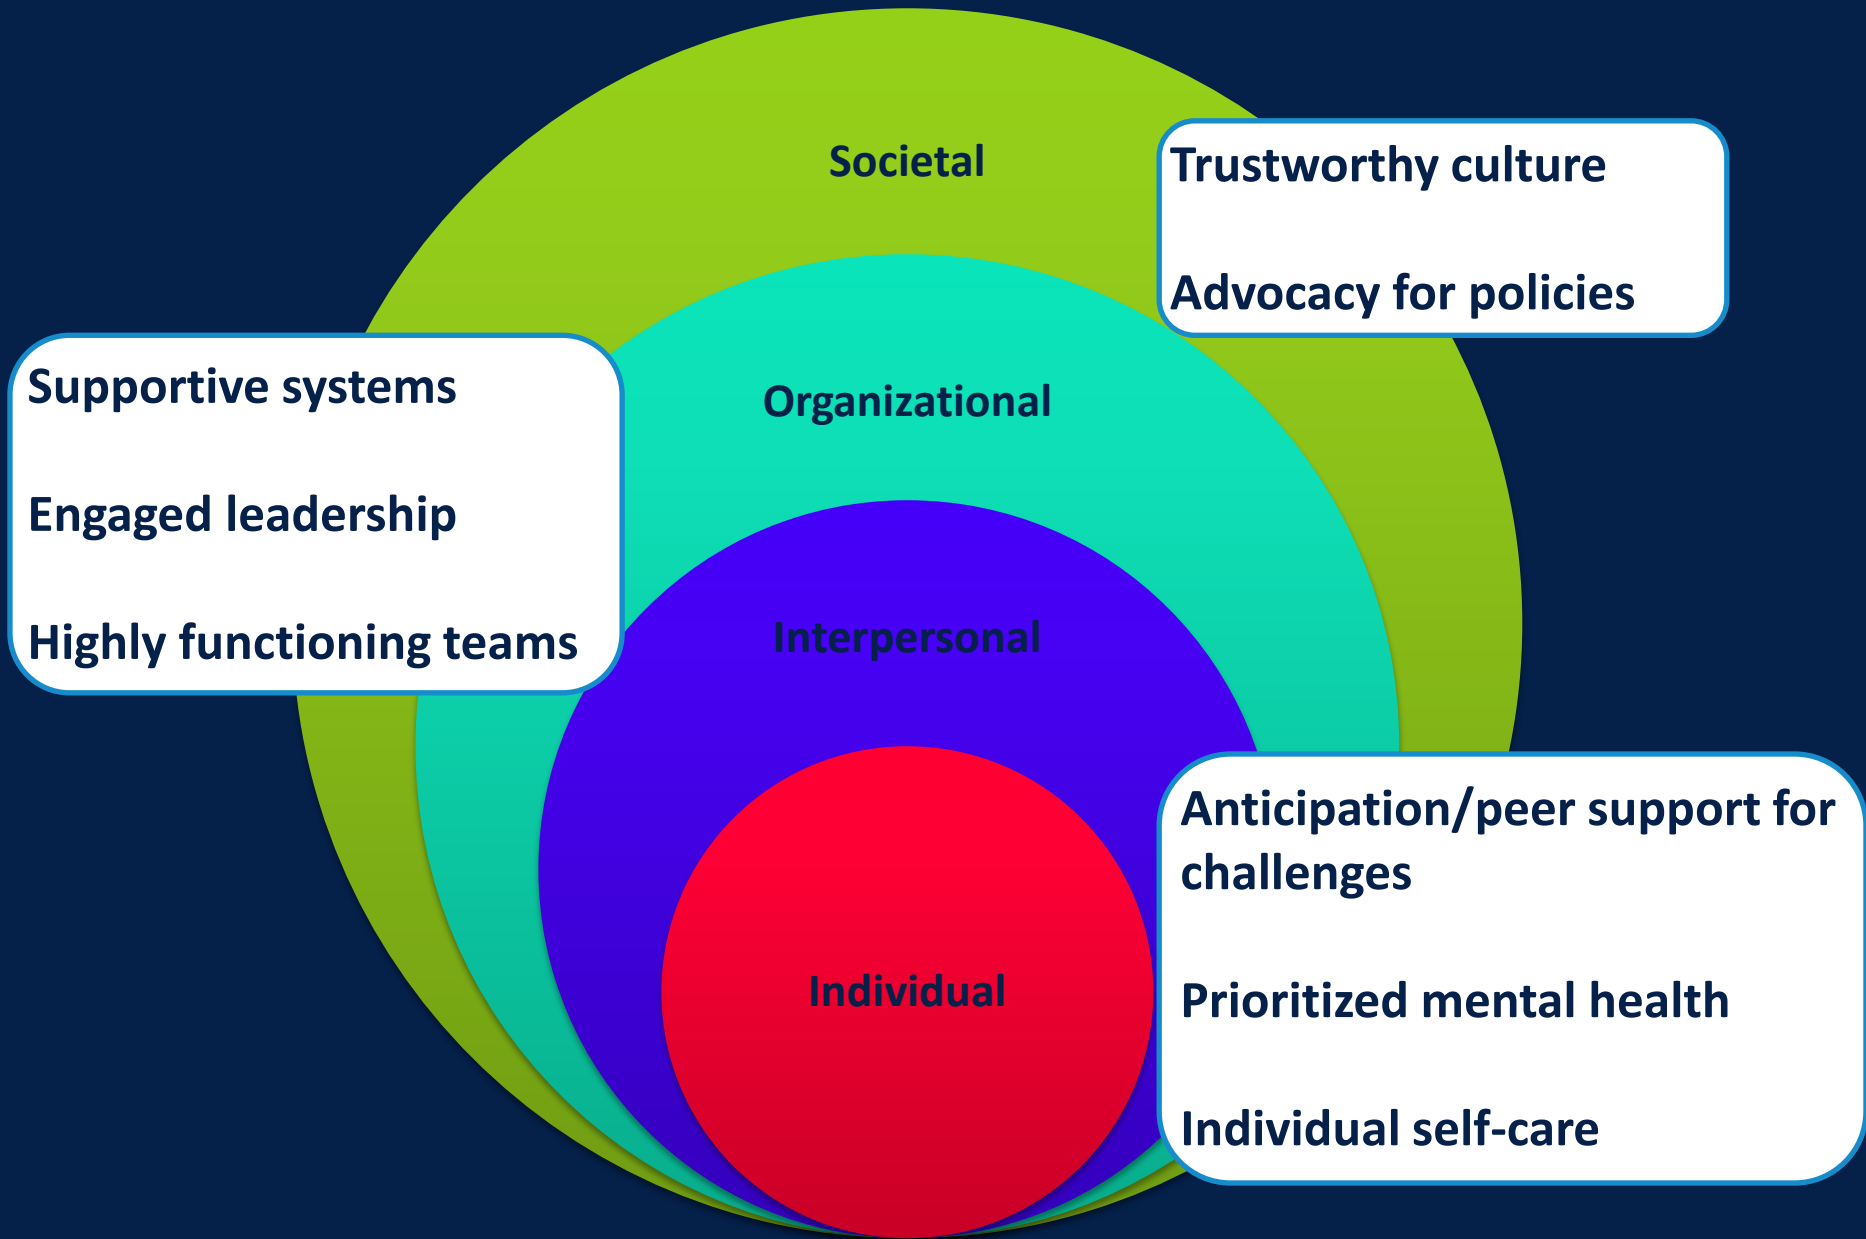 Societal
Trustworthy culture
Advocacy for policies
Supportive systems
Engaged leadership
Highly functioning teams
Organizational
Interpersonal
Individual
Anticipation/peer support for
challenges
Prioritized mental health
Individual self-care